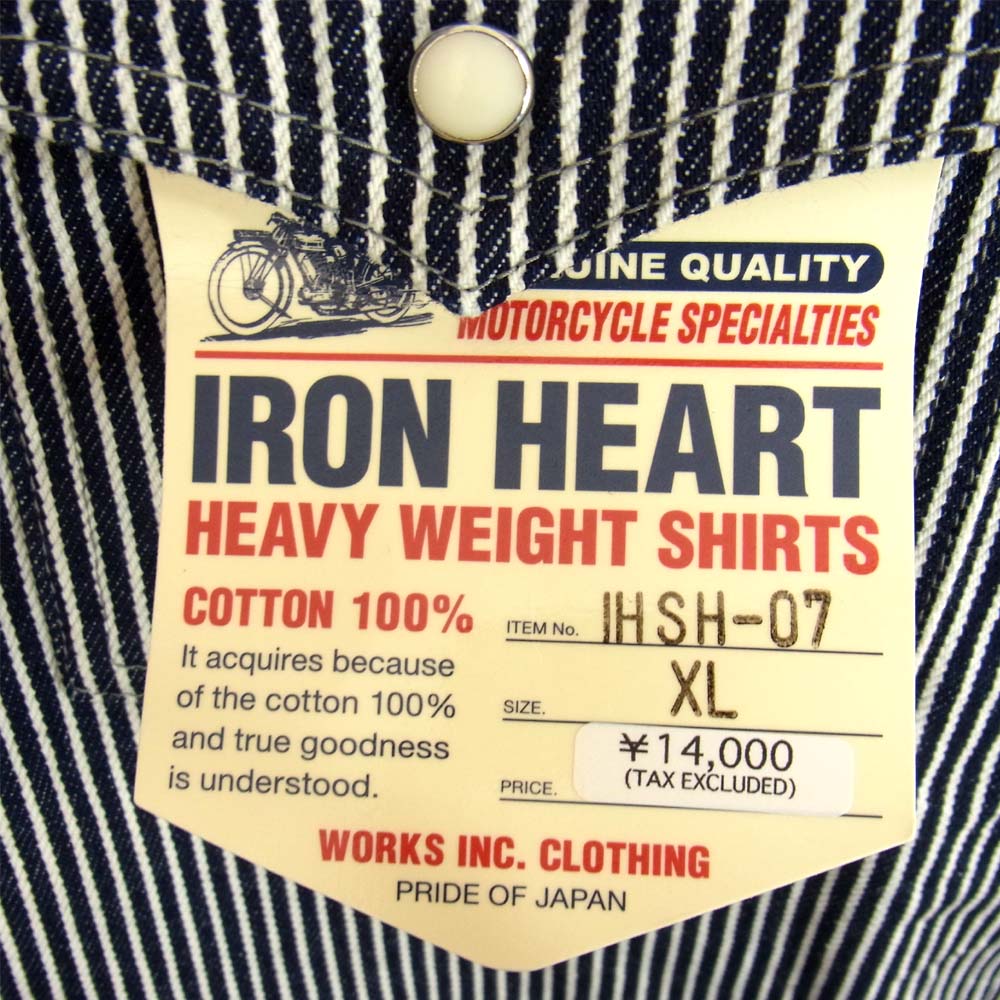 QUALITY
MOTORCYCLE SPECIALTIES
IRON HEART
HEAVY WEIGHT SHIRTS
COTTON 100%
It acquires because
of the cotton 100%
and true goodness
is understood.
ITEM No. IHSH-07
SIZE. XL
PRICE. ¥14,000
(TAX EXCLUDED)
WORKS INC. CLOTHING
PRIDE OF JAPAN